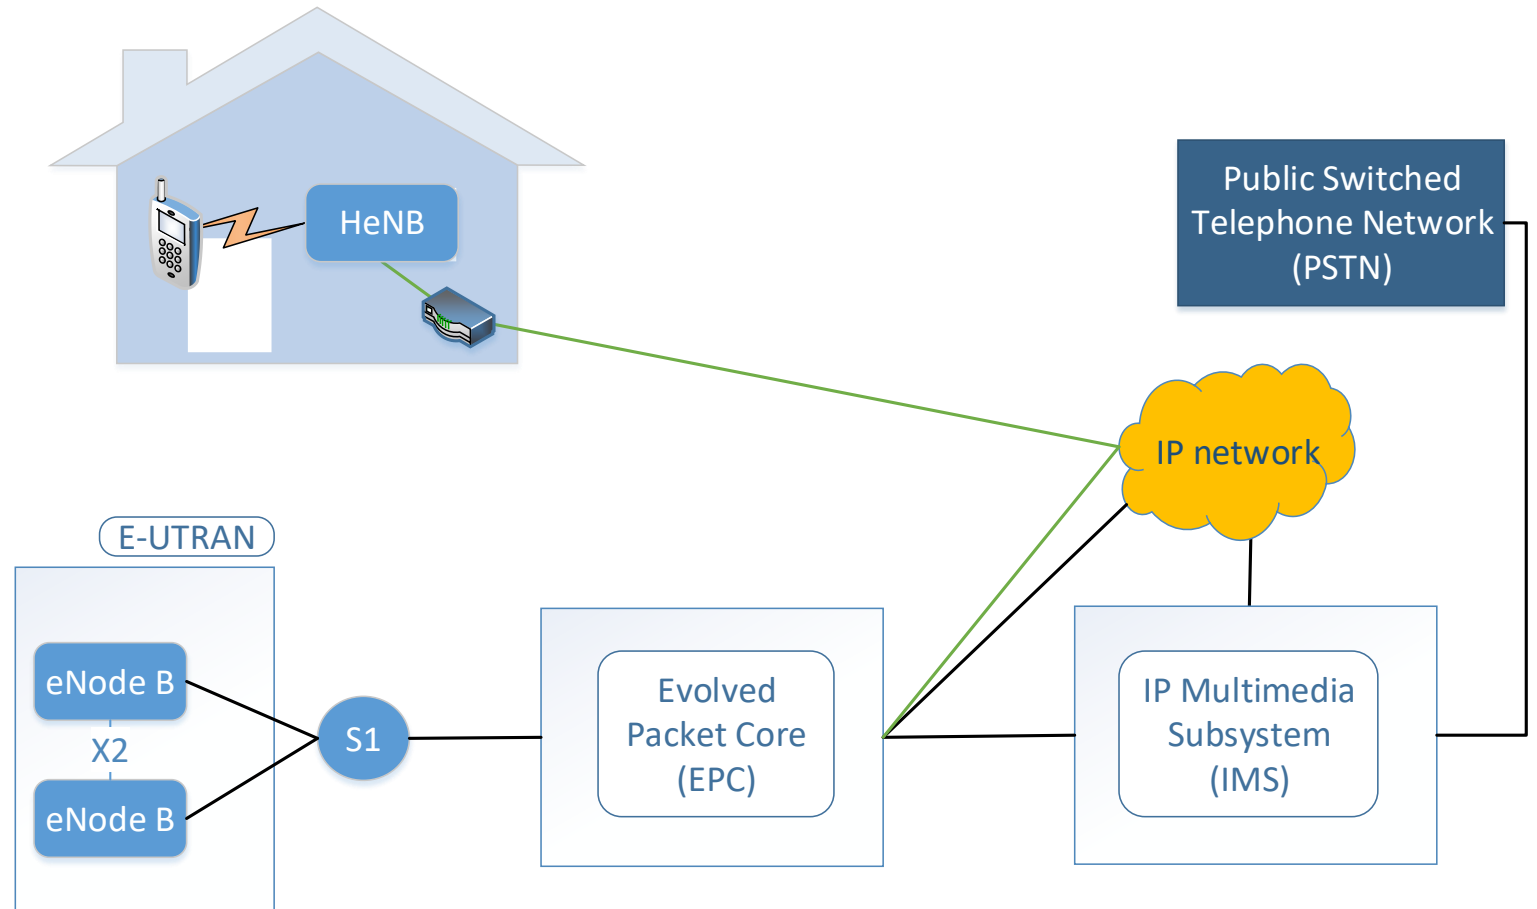 HeNB
Public Switched
Telephone Network
(PSTN)
IP network
E-UTRAN
eNode B
X2
eNode B
S1
Evolved
Packet Core
(EPC)
IP Multimedia
Subsystem
(IMS)